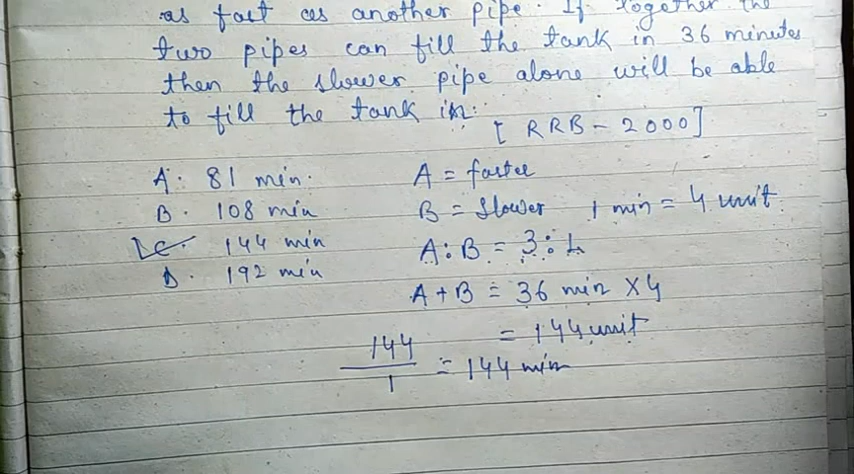 as fast as another pipe. If together the
two pipes can fill the tank in 36 minutes
then the slower pipe alone will be able
to fill the tank in:
[ RRB - 2000]
A. 81 min.
B. 108 min
C. 144 min
D. 192 min
A = faster
B = slower 1 min = 4 unit.
A:B = 3:1
A + B = 36 min X 4
= 144 unit
144
1
= 144 min